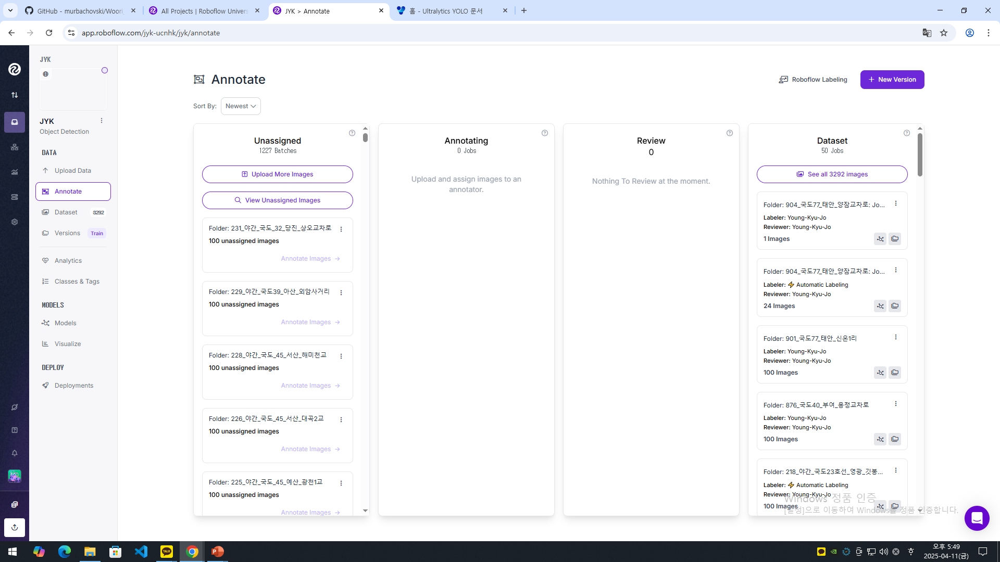 GitHub - murbachovski/Woori
All Projects | Roboflow Univers
JYK > Annotate
홈 - Ultralytics YOLO 문서
app.roboflow.com/jyk-ucnhk/jyk/annotate
JYK
JYK
Object Detection
DATA
Upload Data
Annotate
Dataset 3292
Versions Train
Analytics
Classes & Tags
MODELS
Models
Visualize
DEPLOY
Deployments
Annotate
Roboflow Labeling
New Version
Sort By: Newest
Unassigned
1227 Batches
Upload More Images
View Unassigned Images
Folder: 231_야간_국도_32_당진_상오교차로
100 unassigned images
Annotate Images
Folder: 229_야간_국도39_아산_외암사거리
100 unassigned images
Annotate Images
Folder: 228_야간_국도_45_서산_해미천교
100 unassigned images
Annotate Images
Folder: 226_야간_국도_45_서산_대곡2교
100 unassigned images
Annotate Images
Folder: 225_야간_국도_45_예산_광천1교
100 unassigned images
Annotate Images
Annotating
0 Jobs
Upload and assign images to an
annotator.
Review
0
Nothing To Review at the moment.
Dataset
50 Jobs
See all 3292 images
Folder: 904_국도77_태안_양잠교차로: Jo...
Labeler: Young-Kyu-Jo
Reviewer: Young-Kyu-Jo
1 Images
Folder: 904_국도77_태안_양잠교차로: Jo...
Labeler: Automatic Labeling
Reviewer: Young-Kyu-Jo
24 Images
Folder: 901_국도77_태안_신온1리
Labeler: Young-Kyu-Jo
Reviewer: Young-Kyu-Jo
100 Images
Folder: 876_국도40_부여_용정교차로
Labeler: Young-Kyu-Jo
Reviewer: Young-Kyu-Jo
100 Images
Folder: 218_야간_국도23호선_영광_깃봉...
Labeler: Automatic Labeling
Reviewer: Young-Kyu-Jo
100 Images
Windows 정품 인증
[설정]으로 이동하여 Windows를 정품 인증합니다.
TALK
한
오후 5:49
2025-04-11(금)